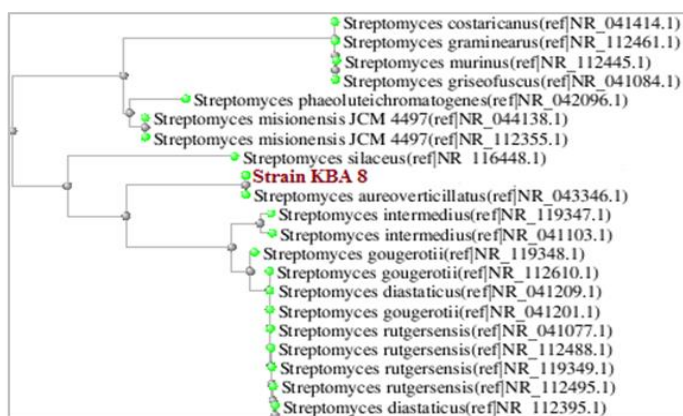 Streptomyces costaricanus(ref|NR_041414.1)
Streptomyces graminearus(ref|NR_112461.1)
Streptomyces murinus(ref|NR_112445.1)
Streptomyces griseofuscus(ref|NR_041084.1)
Streptomyces phaeoluteichromatogenes(ref|NR_042096.1)
Streptomyces misionensis JCM 4497(ref|NR_044138.1)
Streptomyces misionensis JCM 4497(ref|NR_112355.1)
Streptomyces silaceus(ref|NR_116448.1)
Strain KBA 8
Streptomyces aureoverticillatus(ref|NR_043346.1)
Streptomyces intermedius(ref|NR_119347.1)
Streptomyces intermedius(ref|NR_041103.1)
Streptomyces gougerotii(ref|NR_119348.1)
Streptomyces gougerotii(ref|NR_112610.1)
Streptomyces diastaticus(ref|NR_041209.1)
Streptomyces gougerotii(ref|NR_041201.1)
Streptomyces rutgersensis(ref|NR_041077.1)
Streptomyces rutgersensis(ref|NR_112488.1)
Streptomyces rutgersensis(ref|NR_119349.1)
Streptomyces rutgersensis(ref|NR_112495.1)
Streptomyces diastaticus(ref|NR_112395.1)